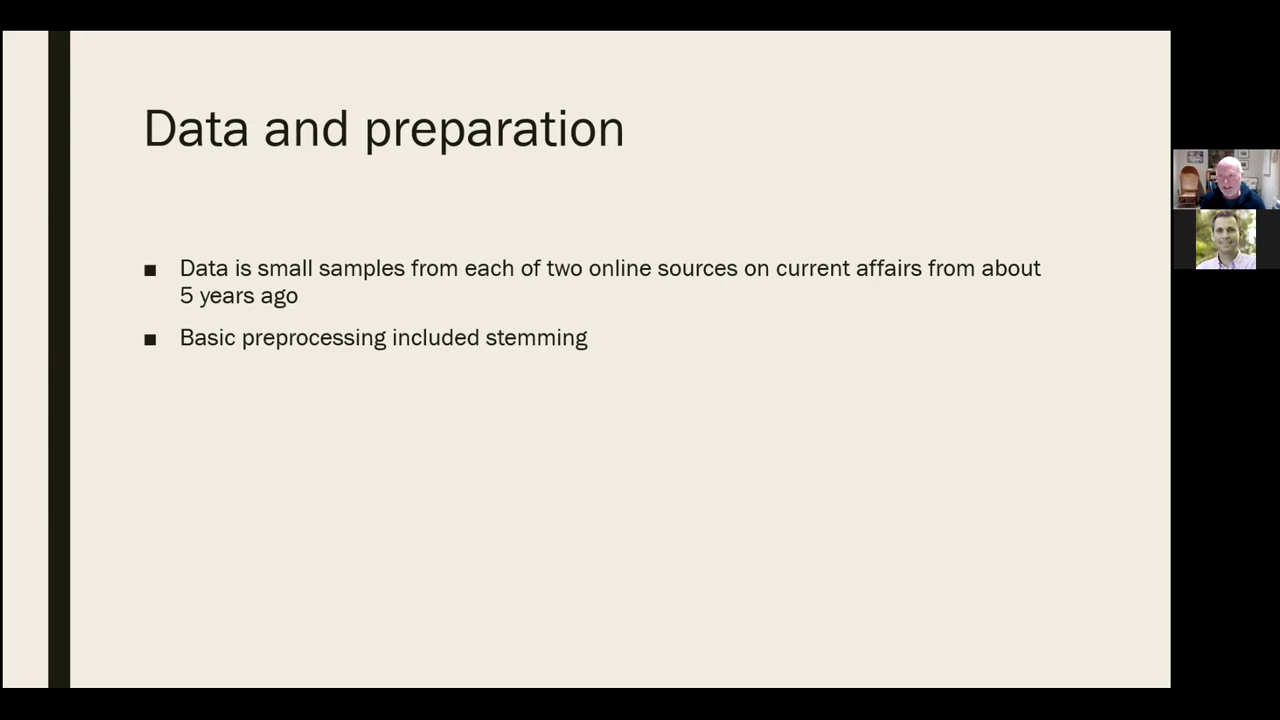 Data and preparation
■ Data is small samples from each of two online sources on current affairs from about
5 years ago
■ Basic preprocessing included stemming